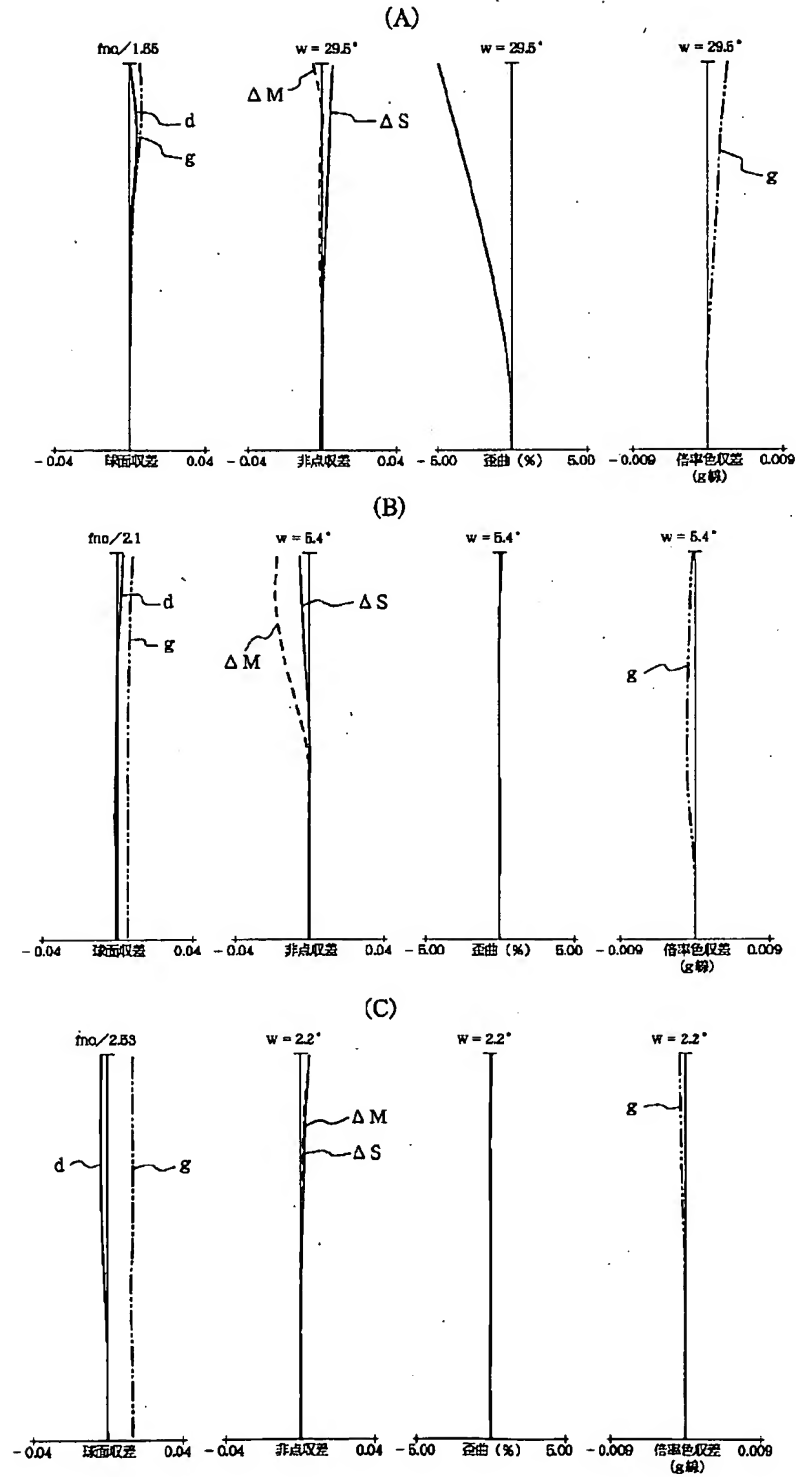 (A)
fno/1.65 w = 29.5° w = 29.5° w = 29.5°
ΔM
d ΔS
g g
-0.04 球面収差 0.04 -0.04 非点収差 0.04 -5.00 歪曲 (%) 5.00 -0.009 倍率色収差 0.009
(g線)
(B)
fno/2.1 w = 5.4° w = 5.4° w = 5.4°
d ΔS
g ΔM g
-0.04 球面収差 0.04 -0.04 非点収差 0.04 -5.00 歪曲 (%) 5.00 -0.009 倍率色収差 0.009
(g線)
(C)
fno/2.53 w = 2.2° w = 2.2° w = 2.2°
g
ΔM
d g ΔS
-0.04 球面収差 0.04 -0.04 非点収差 0.04 -5.00 歪曲 (%) 5.00 -0.009 倍率色収差 0.009
(g線)